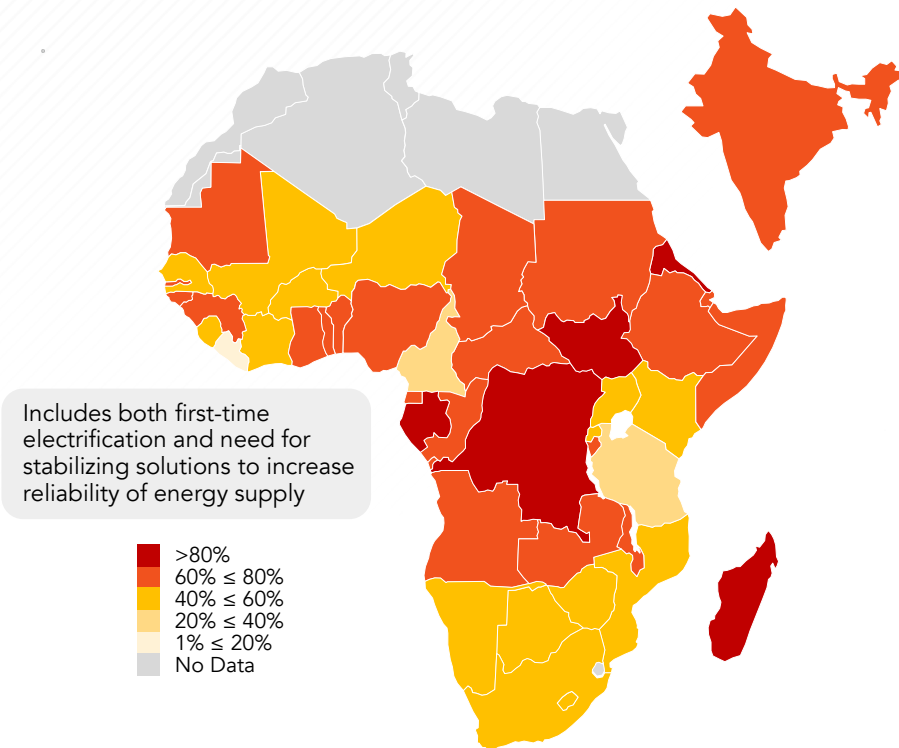 Includes both first-time
electrification and need for
stabilizing solutions to increase
reliability of energy supply
>80%
60% ≤ 80%
40% ≤ 60%
20% ≤ 40%
1% ≤ 20%
No Data